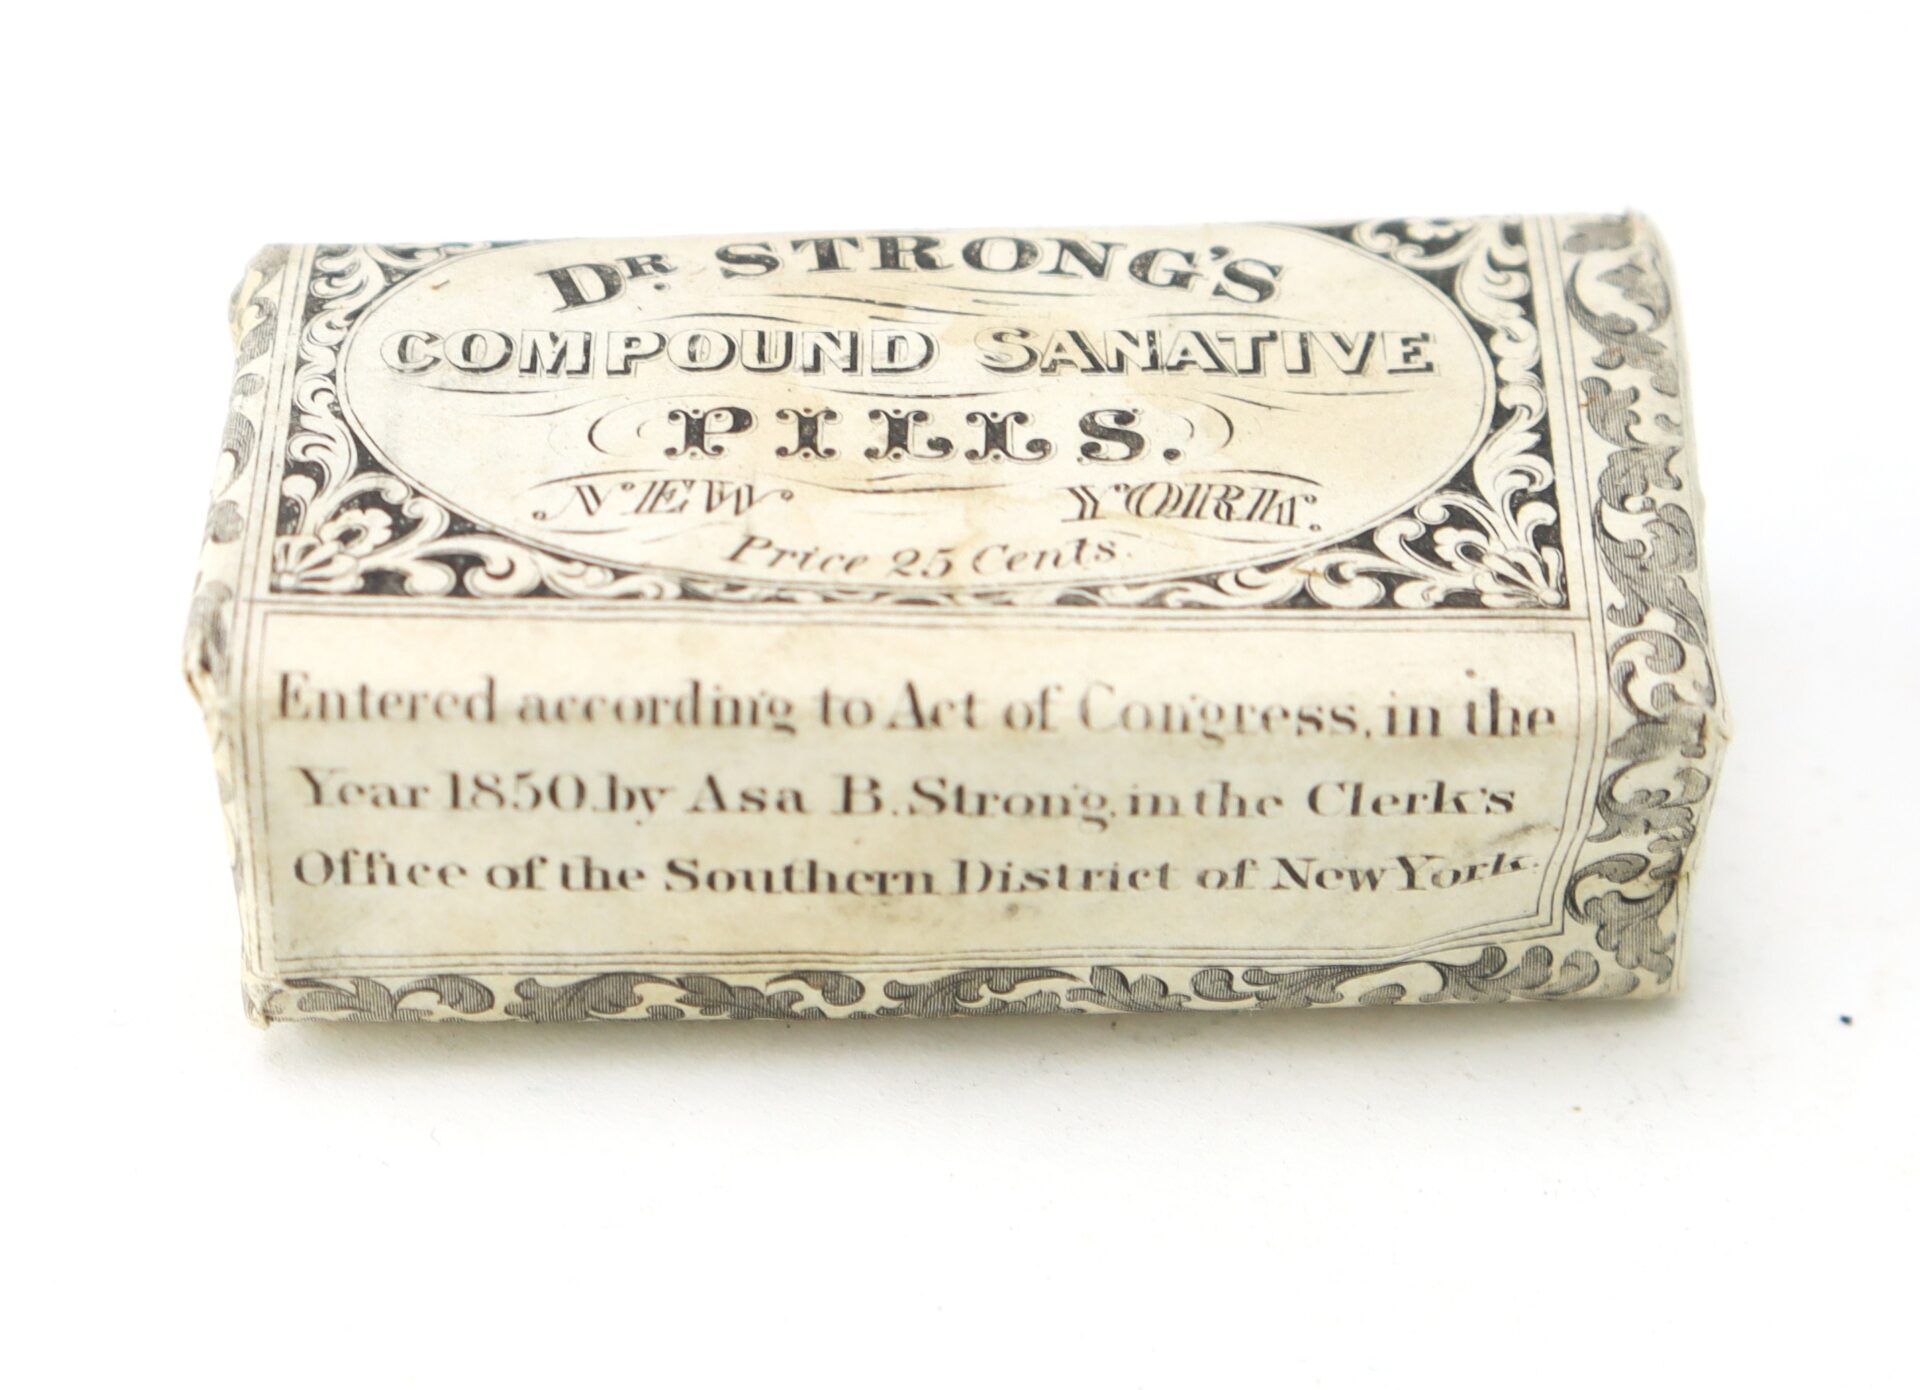 DR. STRONG'S
COMPOUND SANATIVE
PILLS.
NEW YORK.
Price 25 Cents.
Entered according to Act of Congress, in the
Year 1850. by Asa B. Strong, in the Clerk's
Office of the Southern District of New York.